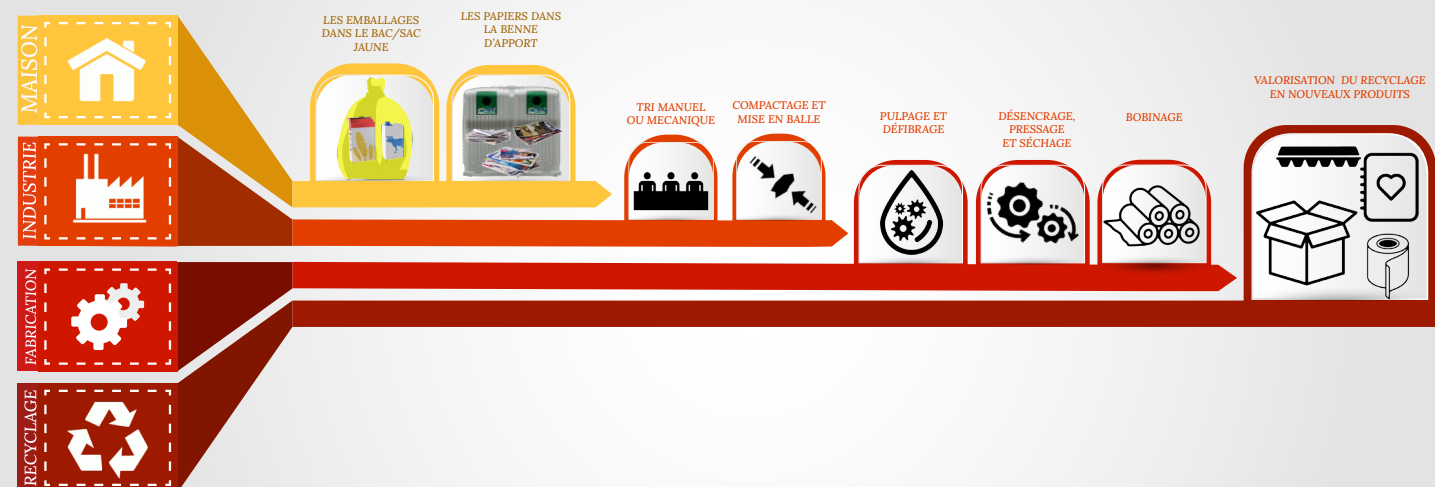 MAISON
INDUSTRIE
FABRICATION
RECYCLAGE
LES EMBALLAGES
DANS LE BAC/SAC
JAUNE
LES PAPIERS DANS
LA BENNE
D'APPORT
TRI MANUEL
OU MECANIQUE
COMPACTAGE ET
MISE EN BALLE
PULPAGE ET
DÉFIBRAGE
DÉSENCRAGE,
PRESSAGE
ET SÉCHAGE
BOBINAGE
VALORISATION DU RECYCLAGE
EN NOUVEAUX PRODUITS